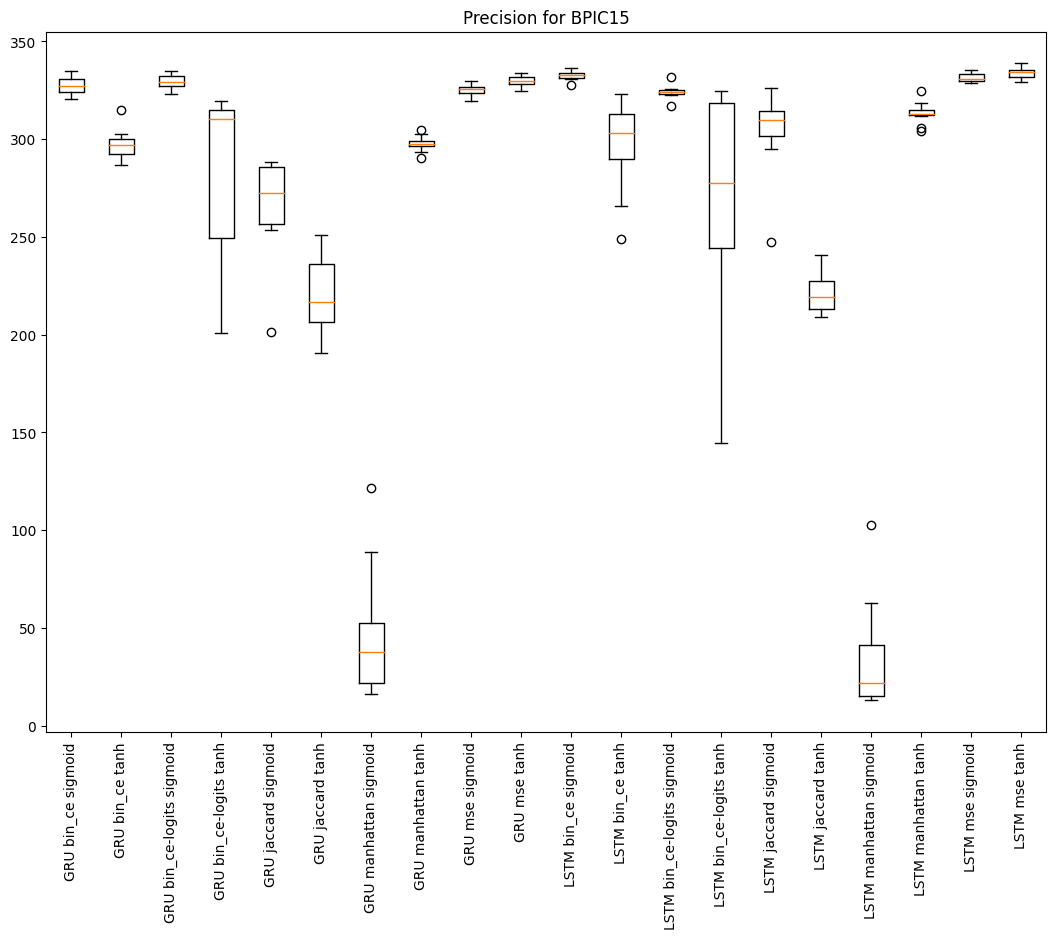 Precision for BPIC15
350
300
250
200
150
100
50
0
GRU bin_ce sigmoid
GRU bin_ce tanh
GRU bin_ce-logits sigmoid
GRU bin_ce-logits tanh
GRU jaccard sigmoid
GRU jaccard tanh
GRU manhattan sigmoid
GRU manhattan tanh
GRU mse sigmoid
GRU mse tanh
LSTM bin_ce sigmoid
LSTM bin_ce tanh
LSTM bin_ce-logits sigmoid
LSTM bin_ce-logits tanh
LSTM jaccard sigmoid
LSTM jaccard tanh
LSTM manhattan sigmoid
LSTM manhattan tanh
LSTM mse sigmoid
LSTM mse tanh